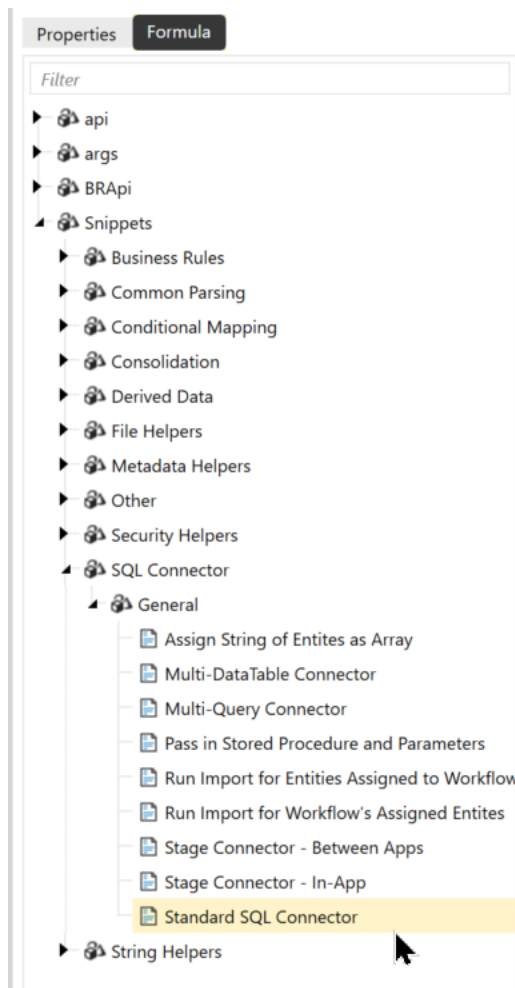 Properties Formula
Filter
api
args
BRApi
Snippets
Business Rules
Common Parsing
Conditional Mapping
Consolidation
Derived Data
File Helpers
Metadata Helpers
Other
Security Helpers
SQL Connector
General
Assign String of Entites as Array
Multi-DataTable Connector
Multi-Query Connector
Pass in Stored Procedure and Parameters
Run Import for Entities Assigned to Workflow
Run Import for Workflow's Assigned Entites
Stage Connector - Between Apps
Stage Connector - In-App
Standard SQL Connector
String Helpers